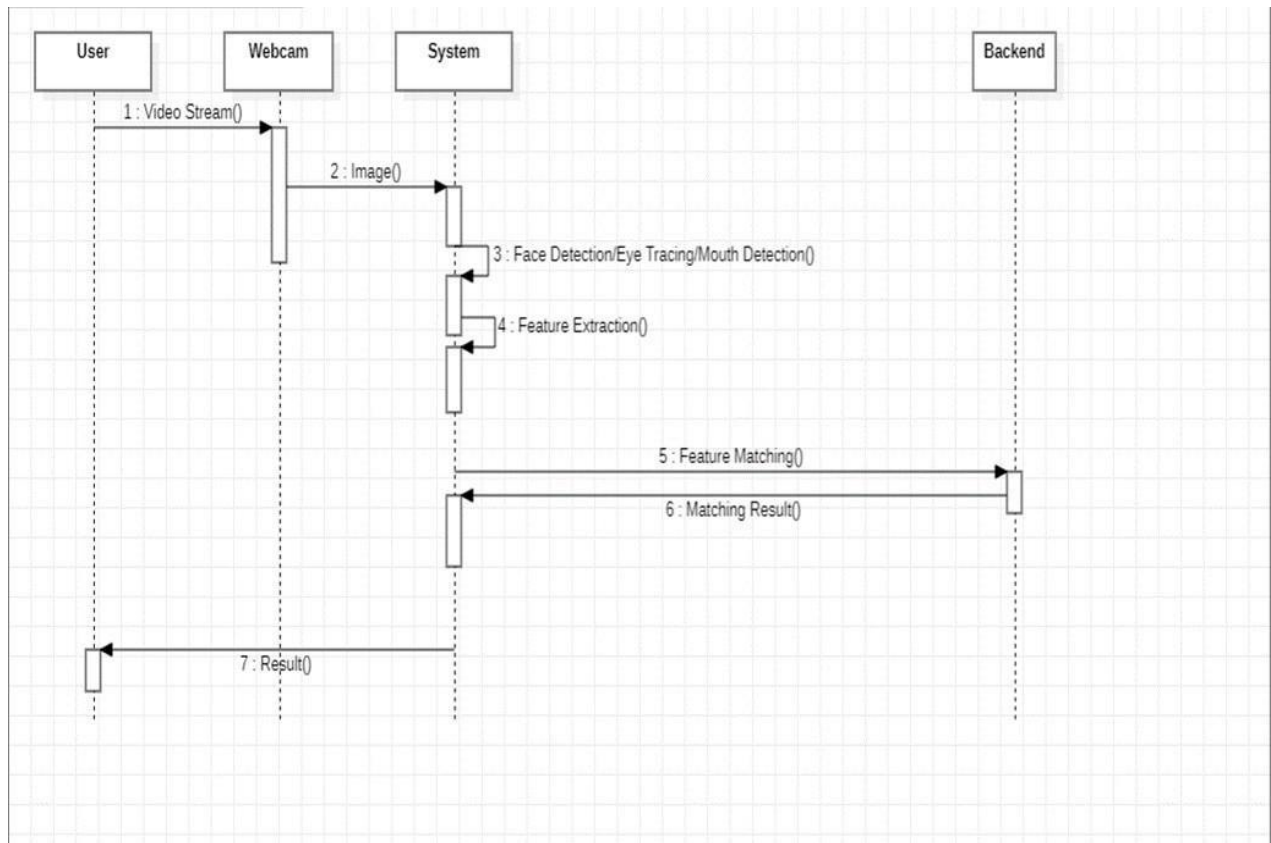 User
Webcam
System
Backend
1 : Video Stream()
2 : Image()
3 : Face Detection/Eye Tracing/Mouth Detection()
4 : Feature Extraction()
5 : Feature Matching()
6 : Matching Result()
7 : Result()